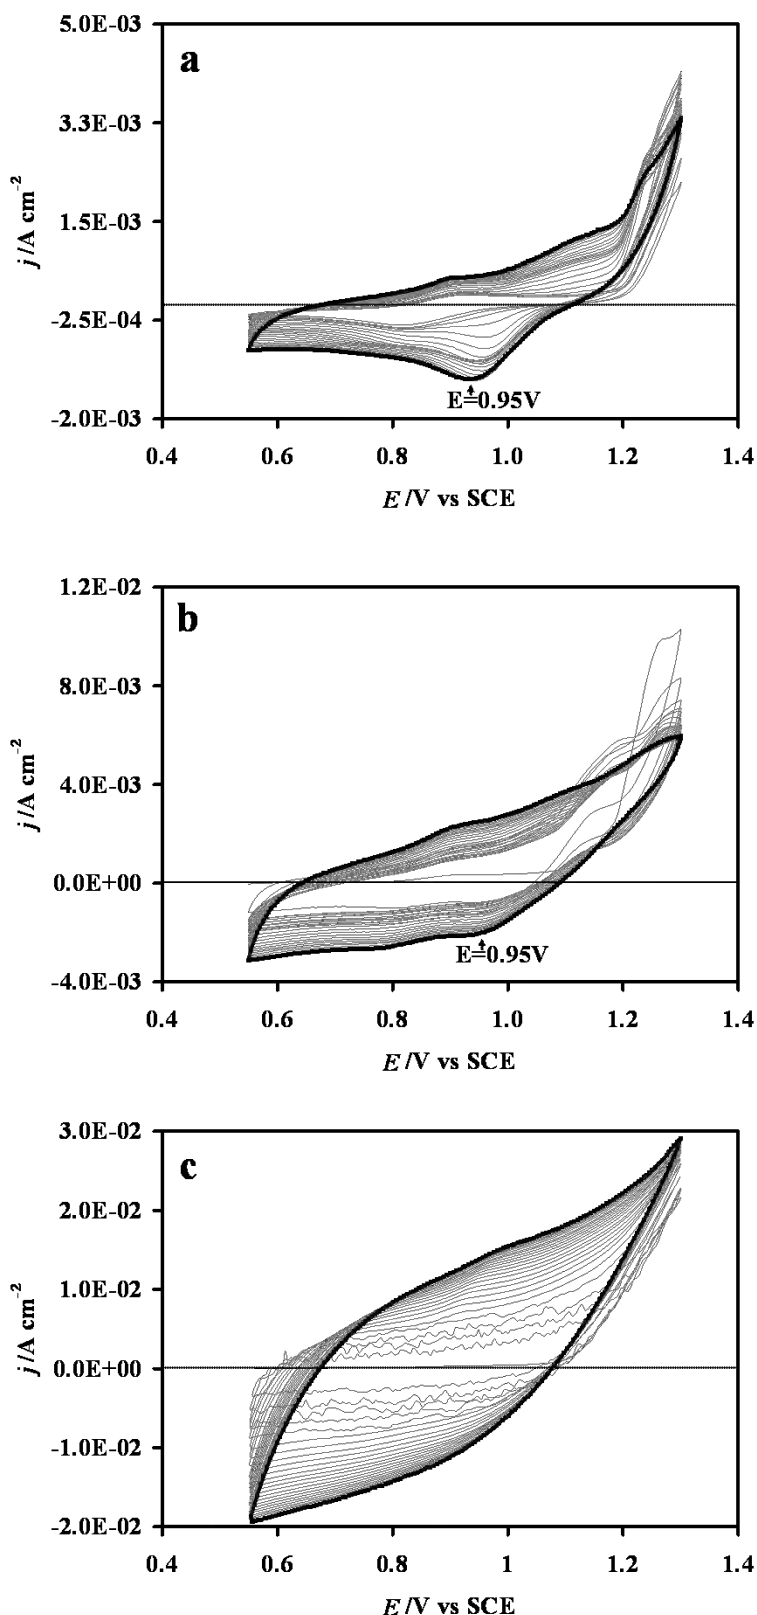 a
5.0E-03
3.3E-03
1.5E-03
-2.5E-04
-2.0E-03
j /A cm⁻²
E=0.95V
0.4 0.6 0.8 1.0 1.2 1.4
E /V vs SCE
b
1.2E-02
8.0E-03
4.0E-03
0.0E+00
-4.0E-03
j /A cm⁻²
E=0.95V
0.4 0.6 0.8 1.0 1.2 1.4
E /V vs SCE
c
3.0E-02
2.0E-02
1.0E-02
0.0E+00
-1.0E-02
-2.0E-02
j /A cm⁻²
0.4 0.6 0.8 1 1.2 1.4
E /V vs SCE